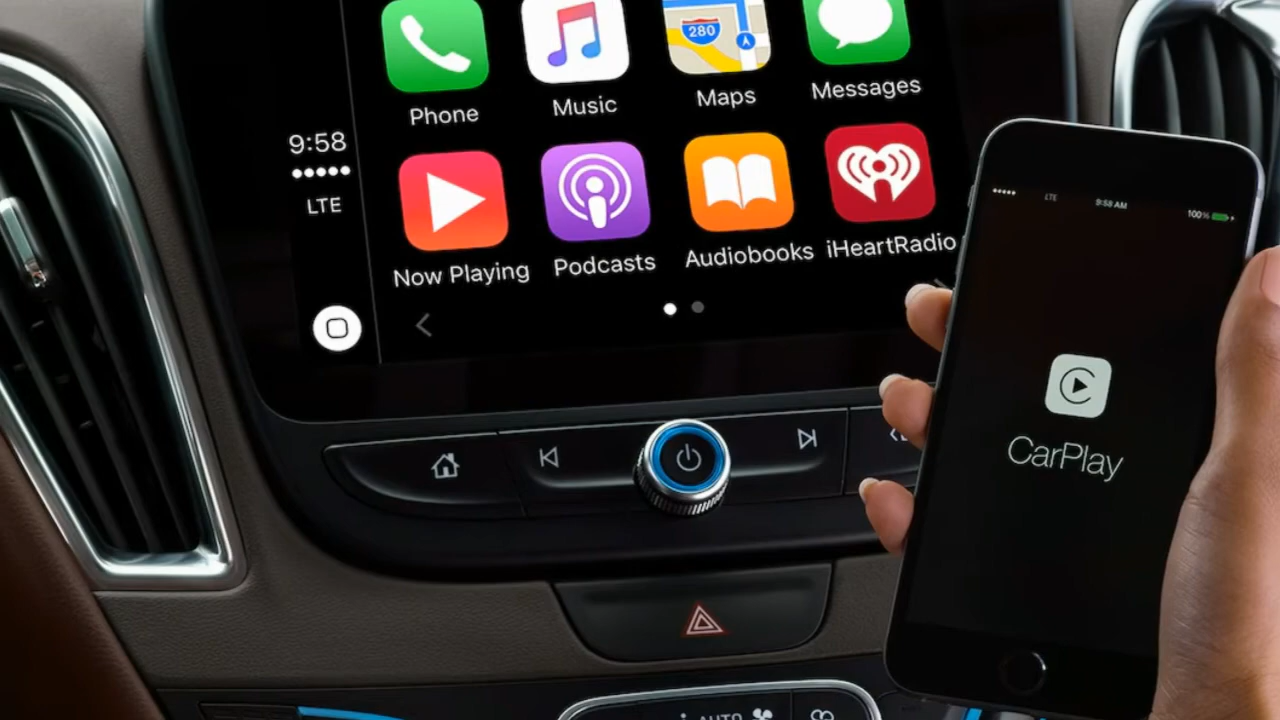 280
Phone
Music
Maps
Messages
9:58
LTE
Now Playing
Podcasts
Audiobooks
iHeartRadio
LTE
9:58 AM
100%
CarPlay
AUTO